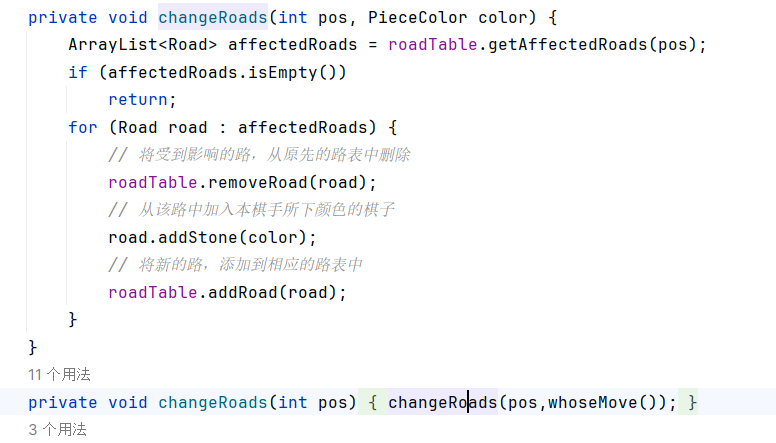 private void changeRoads(int pos, PieceColor color) {
    ArrayList<Road> affectedRoads = roadTable.getAffectedRoads(pos);
    if (affectedRoads.isEmpty())
        return;
    for (Road road : affectedRoads) {
        // 将受到影响的路，从原先的路表中删除
        roadTable.removeRoad(road);
        // 从该路中加入本棋手所下颜色的棋子
        road.addStone(color);
        // 将新的路，添加到相应的路表中
        roadTable.addRoad(road);
    }
}
11 个用法
private void changeRoads(int pos) { changeRoads(pos,whoseMove()); }
3 个用法